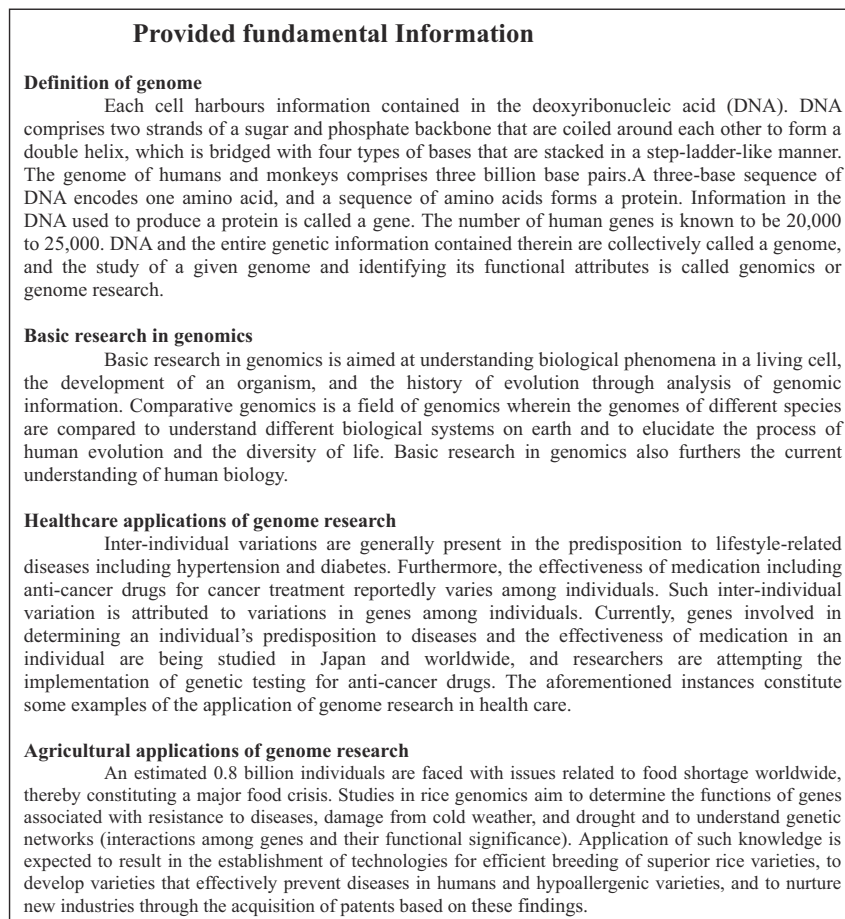 Provided fundamental Information
Definition of genome
Each cell harbours information contained in the deoxyribonucleic acid (DNA). DNA
comprises two strands of a sugar and phosphate backbone that are coiled around each other to form a
double helix, which is bridged with four types of bases that are stacked in a step-ladder-like manner.
The genome of humans and monkeys comprises three billion base pairs.A three-base sequence of
DNA encodes one amino acid, and a sequence of amino acids forms a protein. Information in the
DNA used to produce a protein is called a gene. The number of human genes is known to be 20,000
to 25,000. DNA and the entire genetic information contained therein are collectively called a genome,
and the study of a given genome and identifying its functional attributes is called genomics or
genome research.
Basic research in genomics
Basic research in genomics is aimed at understanding biological phenomena in a living cell,
the development of an organism, and the history of evolution through analysis of genomic
information. Comparative genomics is a field of genomics wherein the genomes of different species
are compared to understand different biological systems on earth and to elucidate the process of
human evolution and the diversity of life. Basic research in genomics also furthers the current
understanding of human biology.
Healthcare applications of genome research
Inter-individual variations are generally present in the predisposition to lifestyle-related
diseases including hypertension and diabetes. Furthermore, the effectiveness of medication including
anti-cancer drugs for cancer treatment reportedly varies among individuals. Such inter-individual
variation is attributed to variations in genes among individuals. Currently, genes involved in
determining an individual's predisposition to diseases and the effectiveness of medication in an
individual are being studied in Japan and worldwide, and researchers are attempting the
implementation of genetic testing for anti-cancer drugs. The aforementioned instances constitute
some examples of the application of genome research in health care.
Agricultural applications of genome research
An estimated 0.8 billion individuals are faced with issues related to food shortage worldwide,
thereby constituting a major food crisis. Studies in rice genomics aim to determine the functions of genes
associated with resistance to diseases, damage from cold weather, and drought and to understand genetic
networks (interactions among genes and their functional significance). Application of such knowledge is
expected to result in the establishment of technologies for efficient breeding of superior rice varieties, to
develop varieties that effectively prevent diseases in humans and hypoallergenic varieties, and to nurture
new industries through the acquisition of patents based on these findings.